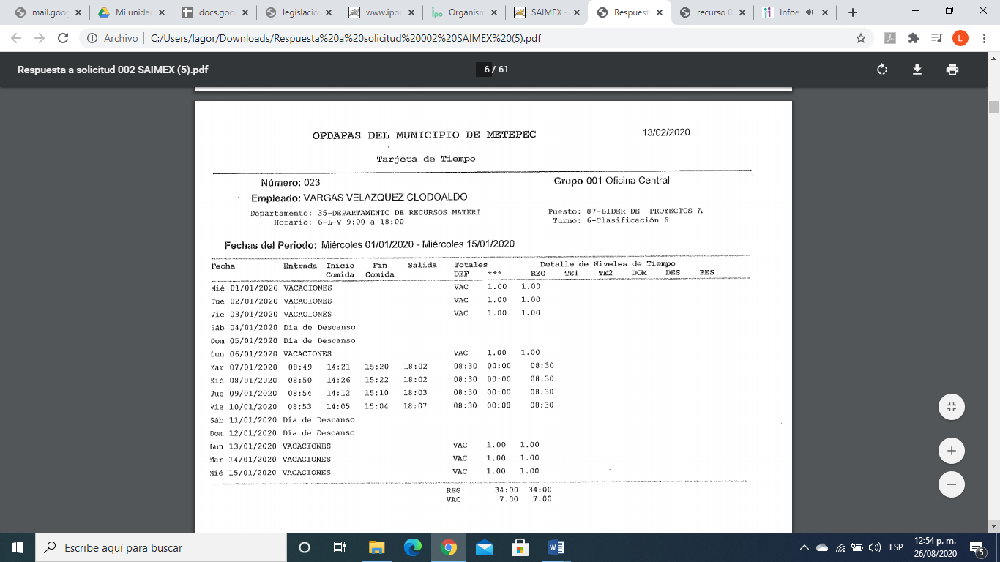 mail.goog Mi unidad docs.goo legislacio www.ipor Organism SAIMEX - Respuest recurso 0 Infoe
Archivo C:/Users/lagor/Downloads/Respuesta%20a%20solicitud%20002%20SAIMEX%20(5).pdf L
Respuesta a solicitud 002 SAIMEX (5).pdf 6 / 61
OPDAPAS DEL MUNICIPIO DE METEPEC 13/02/2020
Tarjeta de Tiempo
Número: 023 Grupo 001 Oficina Central
Empleado: VARGAS VELAZQUEZ CLODOALDO
Departamento: 35-DEPARTAMENTO DE RECURSOS MATERI Puesto: 87-LIDER DE PROYECTOS A
Horario: 6-L-V 9:00 a 18:00 Turno: 6-Clasificación 6
Fechas del Periodo: Miércoles 01/01/2020 - Miércoles 15/01/2020
Fecha Entrada Inicio Fin Salida Totales Detalle de Niveles de Tiempo
Comida Comida DEF *** REG TE1 TE2 DOM DES FES
Mié 01/01/2020 VACACIONES VAC 1.00 1.00
Jue 02/01/2020 VACACIONES VAC 1.00 1.00
Vie 03/01/2020 VACACIONES VAC 1.00 1.00
Sáb 04/01/2020 Día de Descanso
Dom 05/01/2020 Día de Descanso
Lun 06/01/2020 VACACIONES VAC 1.00 1.00
Mar 07/01/2020 08:49 14:21 15:20 18:02 08:30 00:00 08:30
Mié 08/01/2020 08:50 14:26 15:22 18:02 08:30 00:00 08:30
Jue 09/01/2020 08:54 14:12 15:10 18:03 08:30 00:00 08:30
Vie 10/01/2020 08:53 14:05 15:04 18:07 08:30 00:00 08:30
Sáb 11/01/2020 Día de Descanso
Dom 12/01/2020 Día de Descanso
Lun 13/01/2020 VACACIONES VAC 1.00 1.00
Mar 14/01/2020 VACACIONES VAC 1.00 1.00
Mié 15/01/2020 VACACIONES VAC 1.00 1.00
REG 34:00 34:00
VAC 7.00 7.00
Escribe aquí para buscar ESP 12:54 p. m.
26/08/2020 5